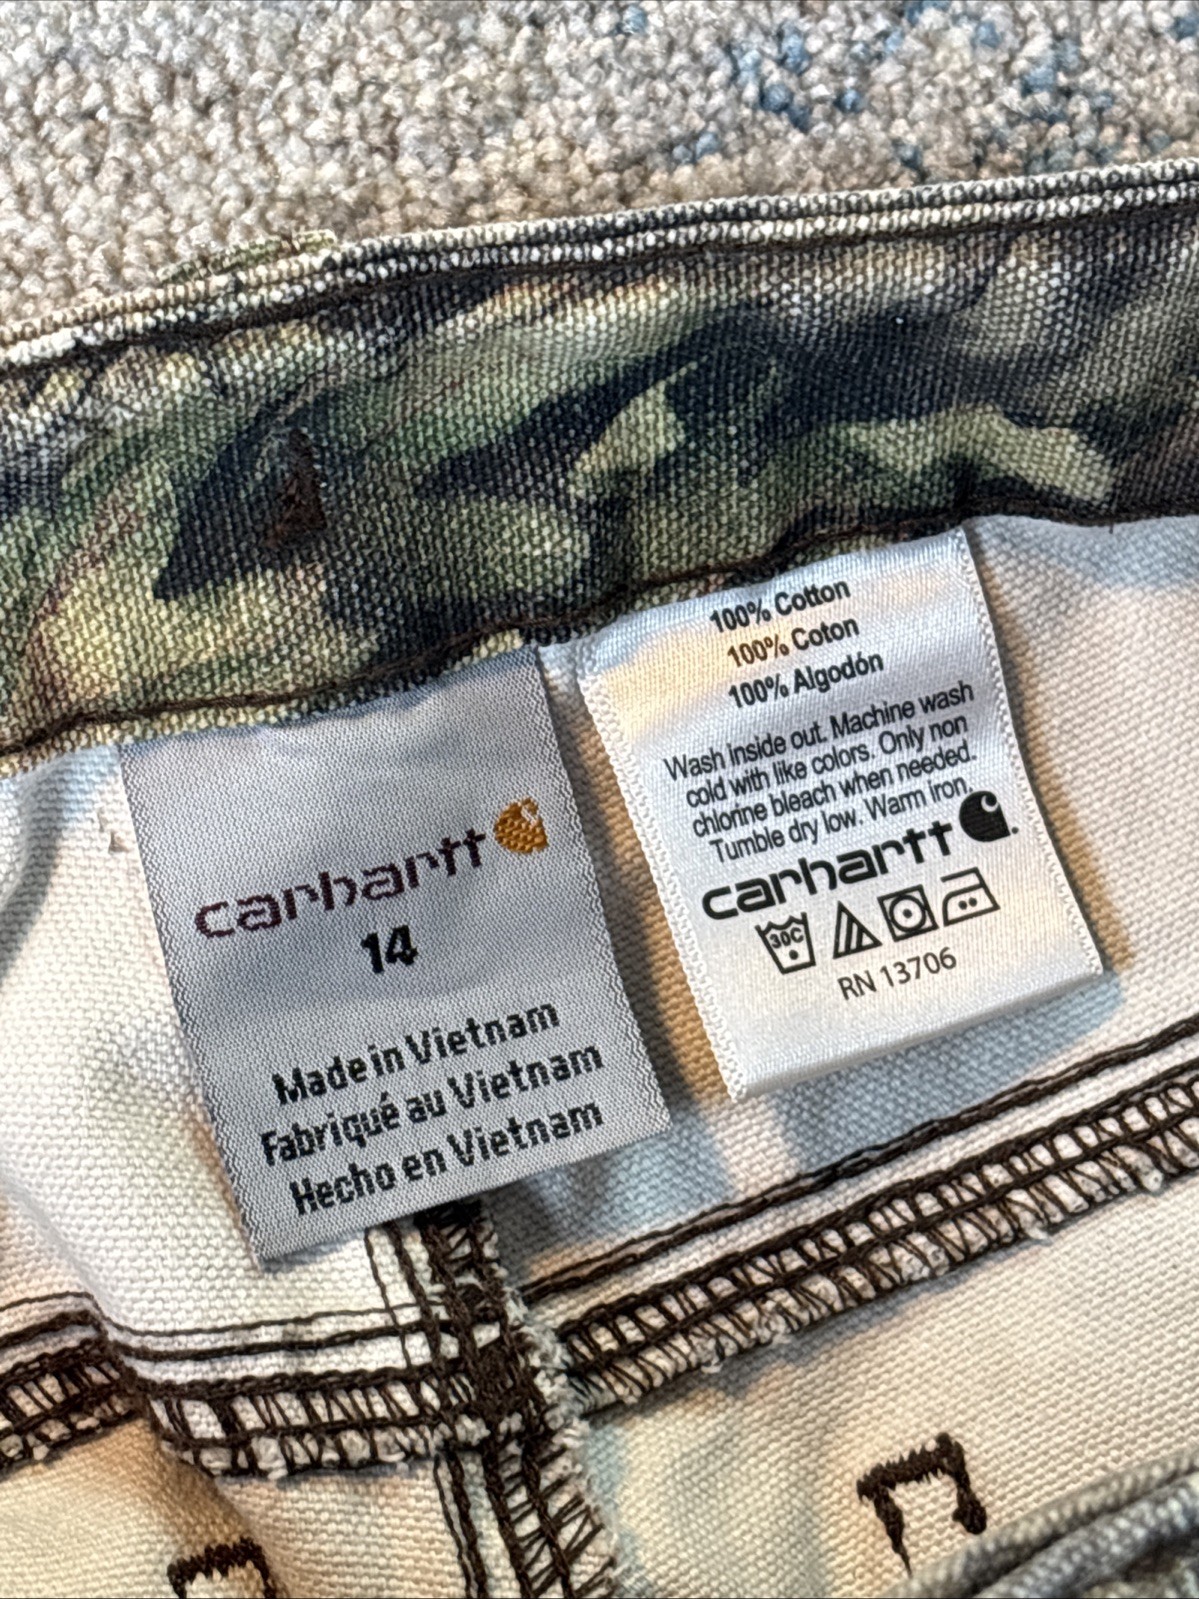 carhartt
14
Made in Vietnam
Fabriqué au Vietnam
Hecho en Vietnam
100% Cotton
100% Coton
100% Algodón
Wash inside out. Machine wash
cold with like colors. Only non
chlorine bleach when needed.
Tumble dry low. Warm iron.
carhartt
30C
RN 13706